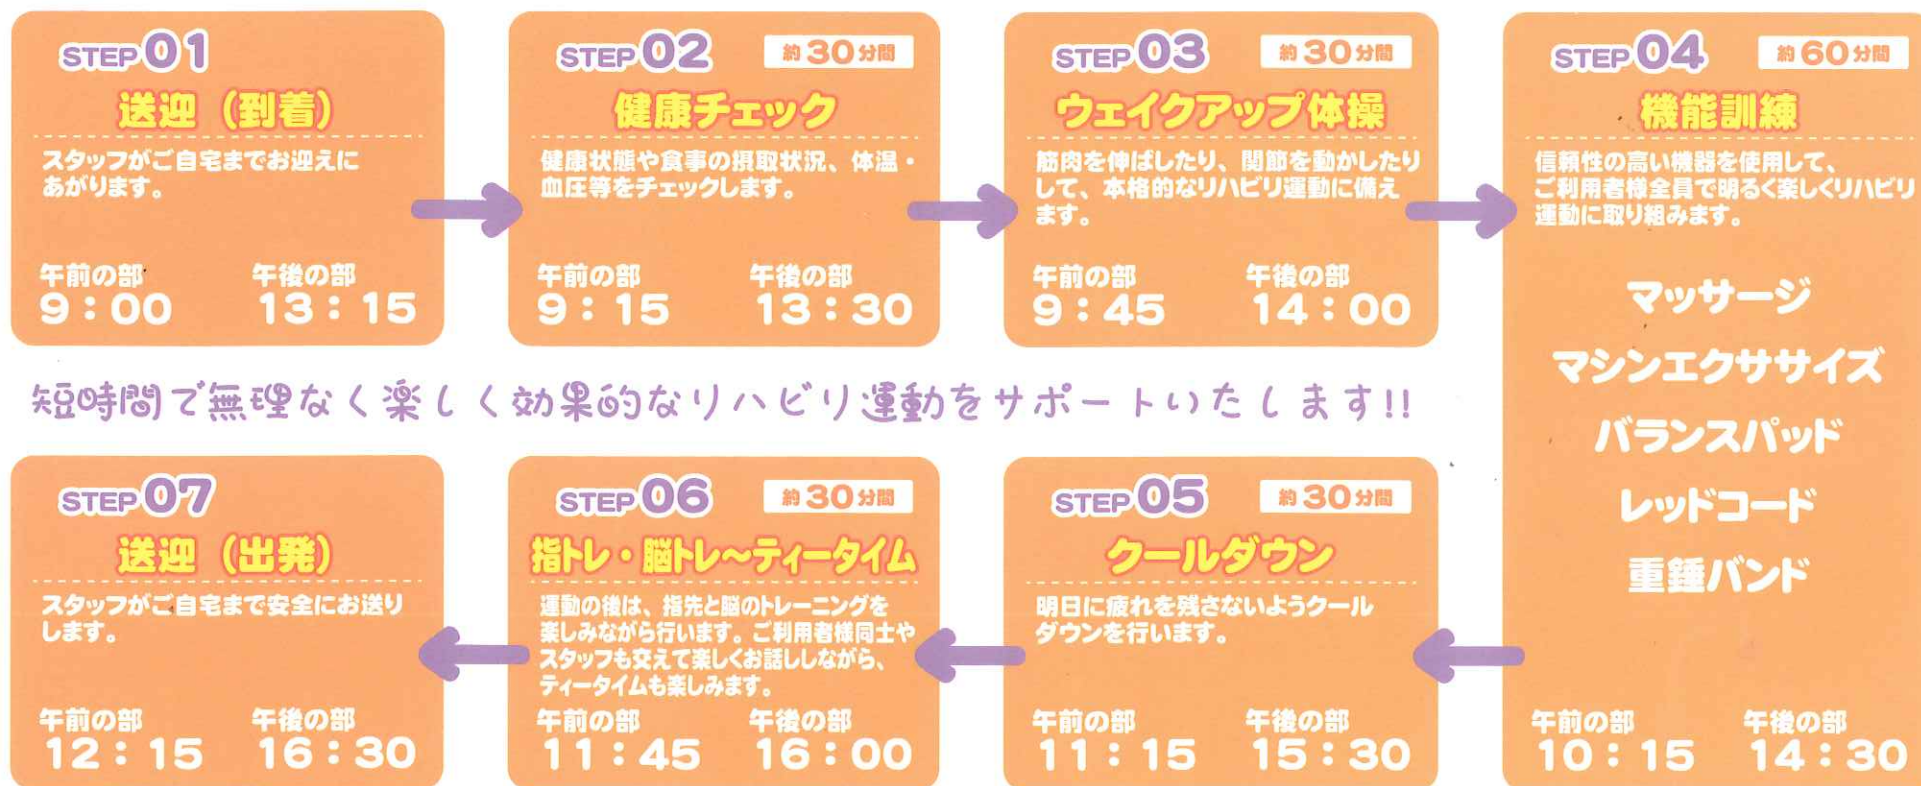 STEP 01
送迎（到着）
スタッフがご自宅までお迎えに
あがります。
午前の部 午後の部
9：00 13：15
STEP 02 約30分間
健康チェック
健康状態や食事の摂取状況、体温・
血圧等をチェックします。
午前の部 午後の部
9：15 13：30
STEP 03 約30分間
ウェイクアップ体操
筋肉を伸ばしたり、関節を動かしたり
して、本格的なリハビリ運動に備え
ます。
午前の部 午後の部
9：45 14：00
STEP 04 約60分間
機能訓練
信頼性の高い機器を使用して、
ご利用者様全員で明るく楽しくリハビリ
運動に取り組みます。
マッサージ
マシンエクササイズ
バランスパッド
レッドコード
重錘バンド
午前の部 午後の部
10：15 14：30
短時間で無理なく楽しく効果的なリハビリ運動をサポートいたします!!
STEP 05 約30分間
クールダウン
明日に疲れを残さないようクール
ダウンを行います。
午前の部 午後の部
11：15 15：30
STEP 06 約30分間
指トレ・脳トレ～ティータイム
運動の後は、指先と脳のトレーニングを
楽しみながら行います。ご利用者様同士や
スタッフも交えて楽しくお話ししながら、
ティータイムも楽しみます。
午前の部 午後の部
11：45 16：00
STEP 07
送迎（出発）
スタッフがご自宅まで安全にお送り
します。
午前の部 午後の部
12：15 16：30